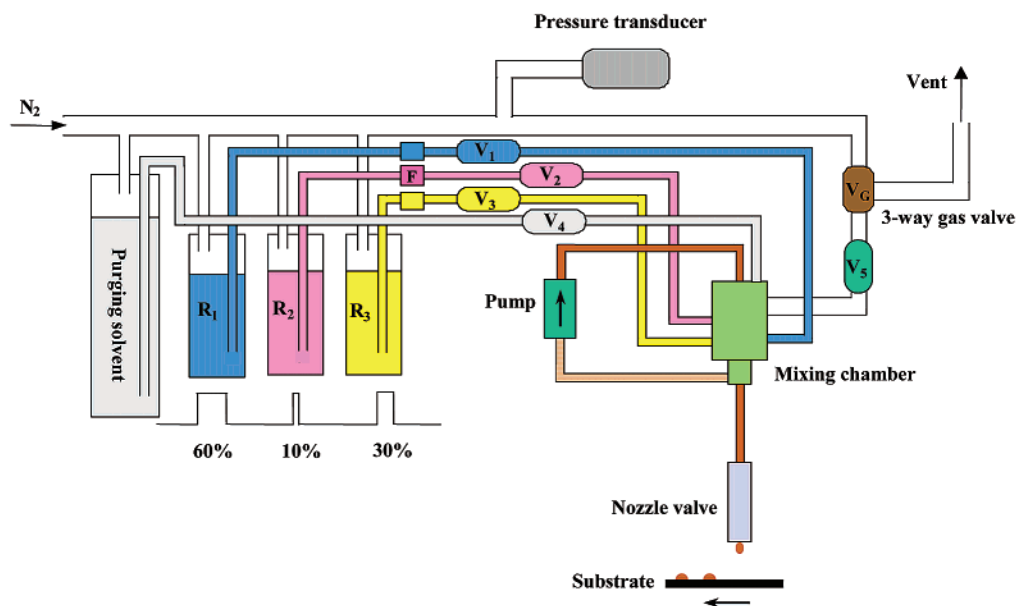 Pressure transducer
N2
Vent
V1
F
V2
V3
V4
VG
3-way gas valve
V5
Purging solvent
R1
R2
R3
Pump
Mixing chamber
60%
10%
30%
Nozzle valve
Substrate